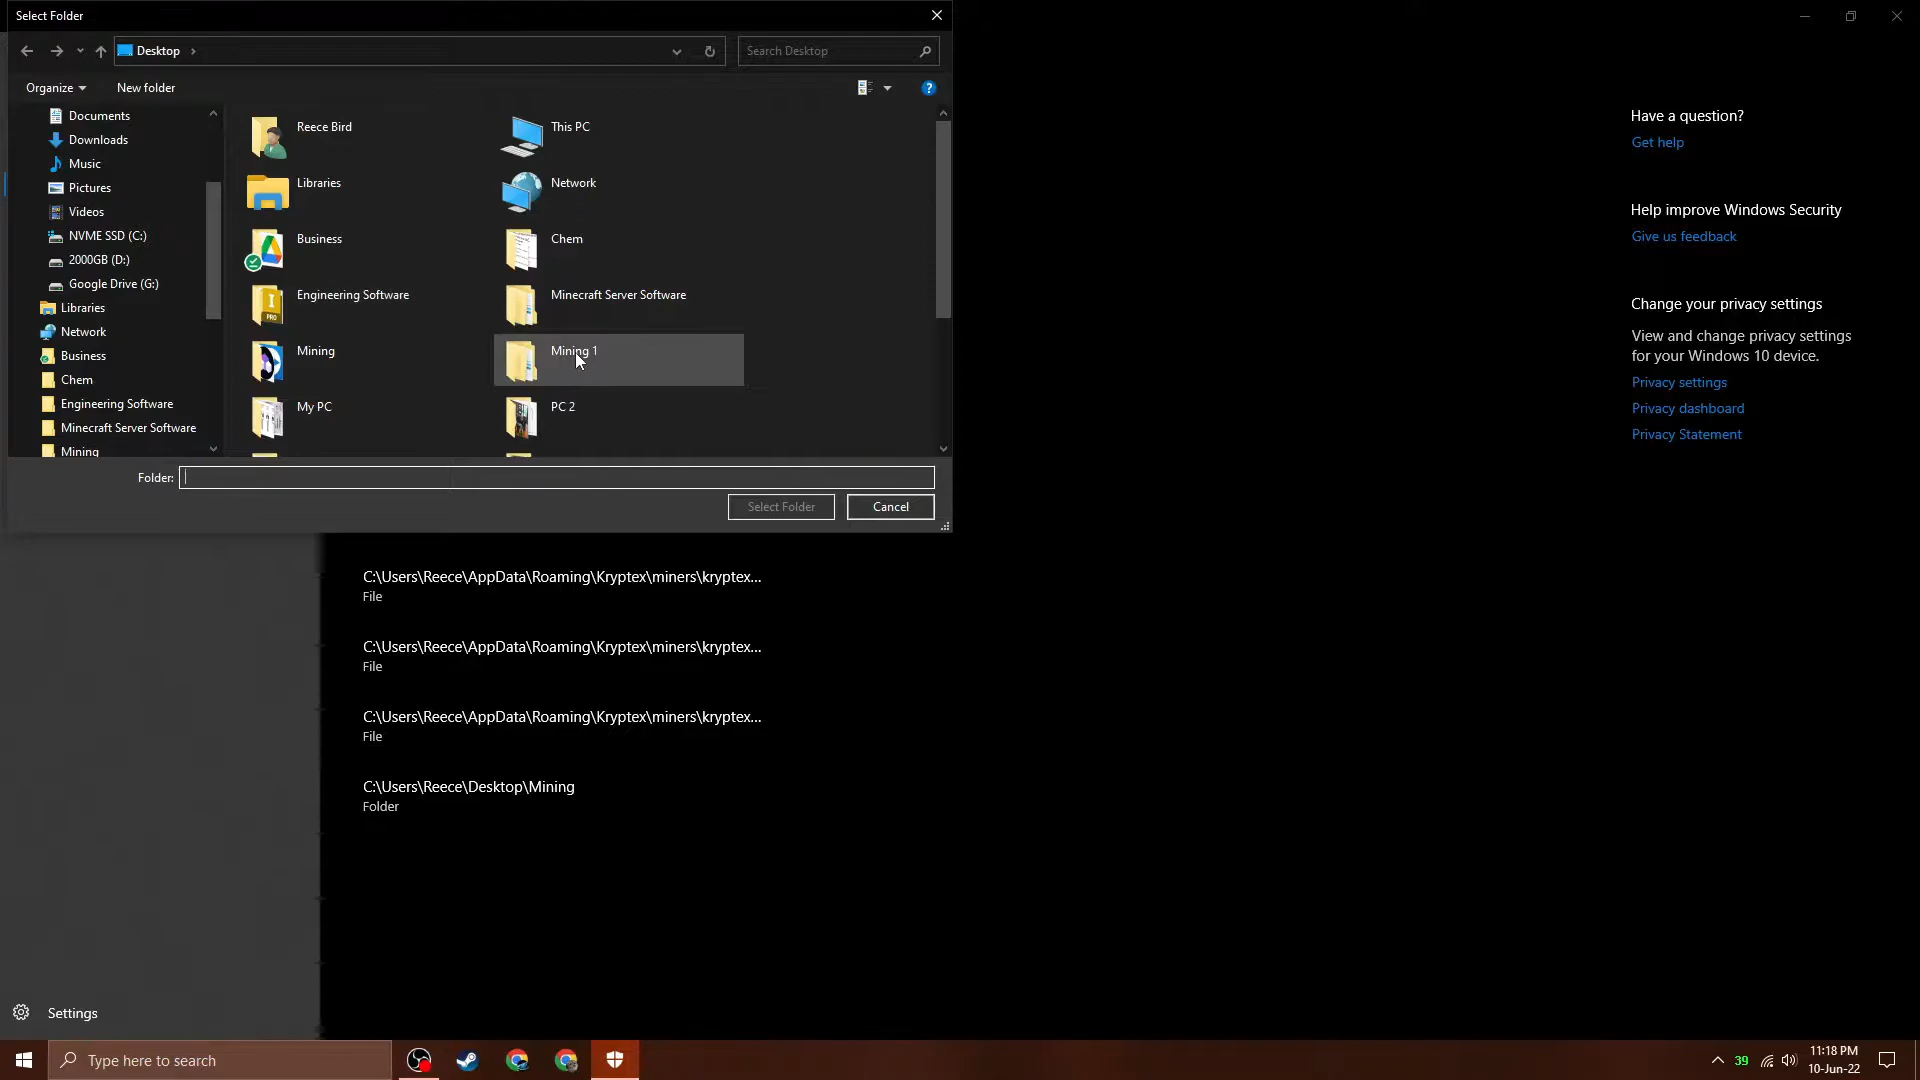 Select Folder
Desktop
Search Desktop
Organize
New folder
Documents
Downloads
Music
Pictures
Videos
NVME SSD (C:)
2000GB (D:)
Google Drive (G:)
Libraries
Network
Business
Chem
Engineering Software
Minecraft Server Software
Mining
Reece Bird
This PC
Libraries
Network
Business
Chem
Engineering Software
Minecraft Server Software
Mining
Mining 1
My PC
PC 2
PRO
Folder:
Select Folder
Cancel
Have a question?
Get help
Help improve Windows Security
Give us feedback
Change your privacy settings
View and change privacy settings
for your Windows 10 device.
Privacy settings
Privacy dashboard
Privacy Statement
C:\Users\Reece\AppData\Roaming\Kryptex\miners\kryptex...
File
C:\Users\Reece\AppData\Roaming\Kryptex\miners\kryptex...
File
C:\Users\Reece\AppData\Roaming\Kryptex\miners\kryptex...
File
C:\Users\Reece\Desktop\Mining
Folder
Settings
Type here to search
39
11:18 PM
10-Jun-22